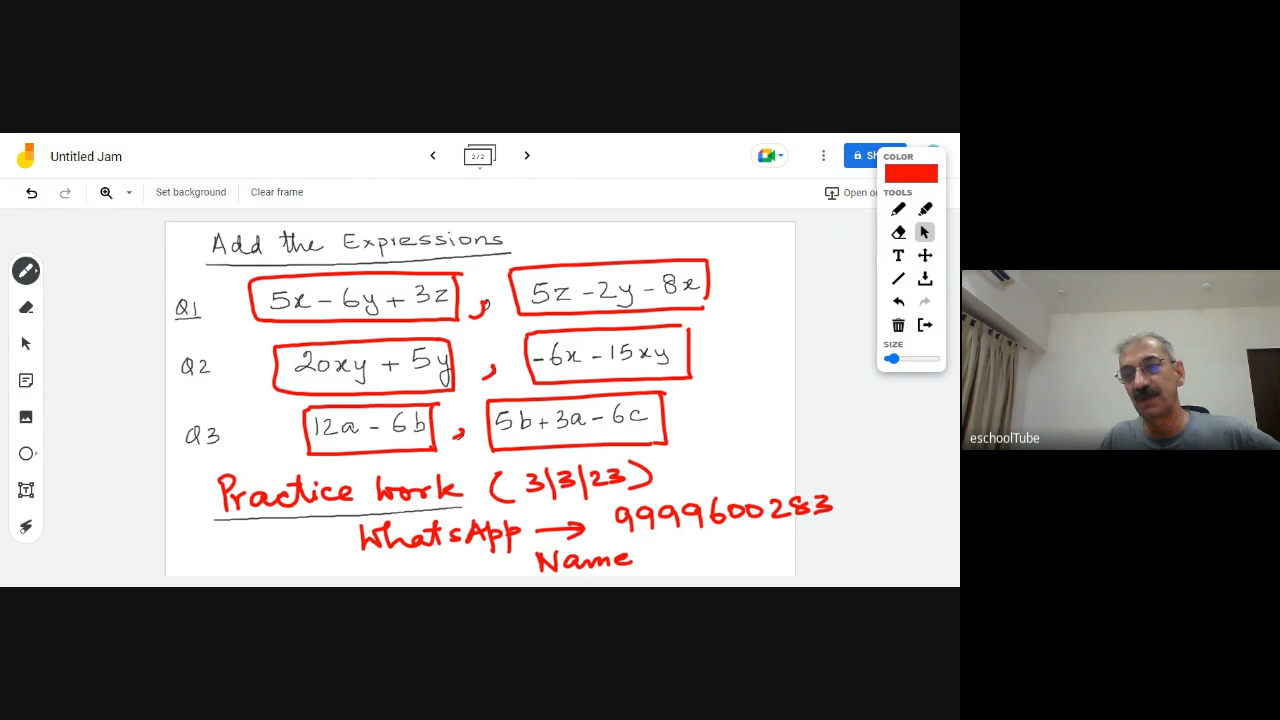 Untitled Jam
2/2
Set background
Clear frame
Open on
COLOR
TOOLS
SIZE
Add the Expressions
Q1 5x - 6y + 3z , 5z - 2y - 8x
Q2 20xy + 5y , -6x - 15xy
Q3 12a - 6b , 5b + 3a - 6c
Practice work (3|3|23)
WhatsApp → 9999600283
Name
eschoolTube